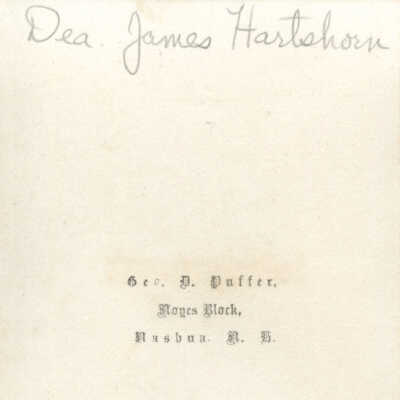 Dea. James Hartshorn
Geo. D. Puffer,
Noyes Block,
Nashua. N. H.